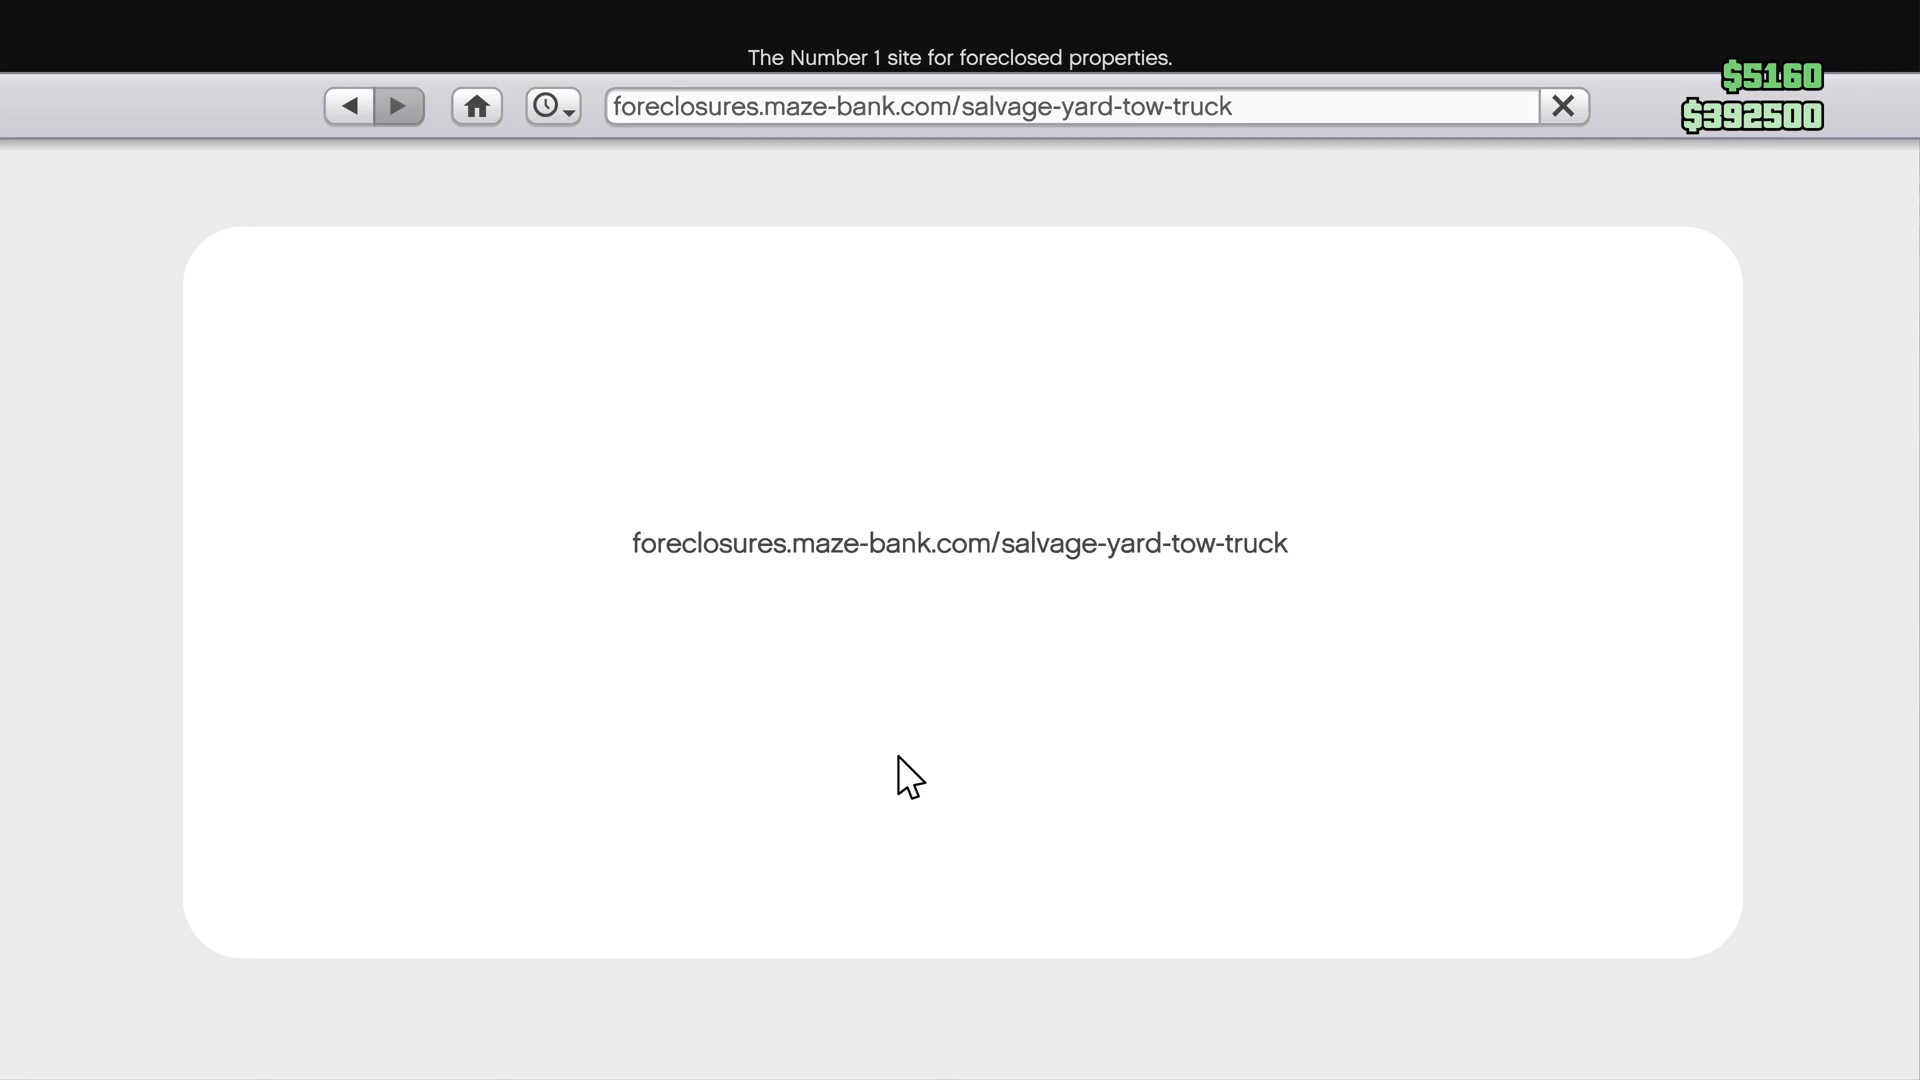 The Number 1 site for foreclosed properties.
$5160
foreclosures.maze-bank.com/salvage-yard-tow-truck
$392500
foreclosures.maze-bank.com/salvage-yard-tow-truck